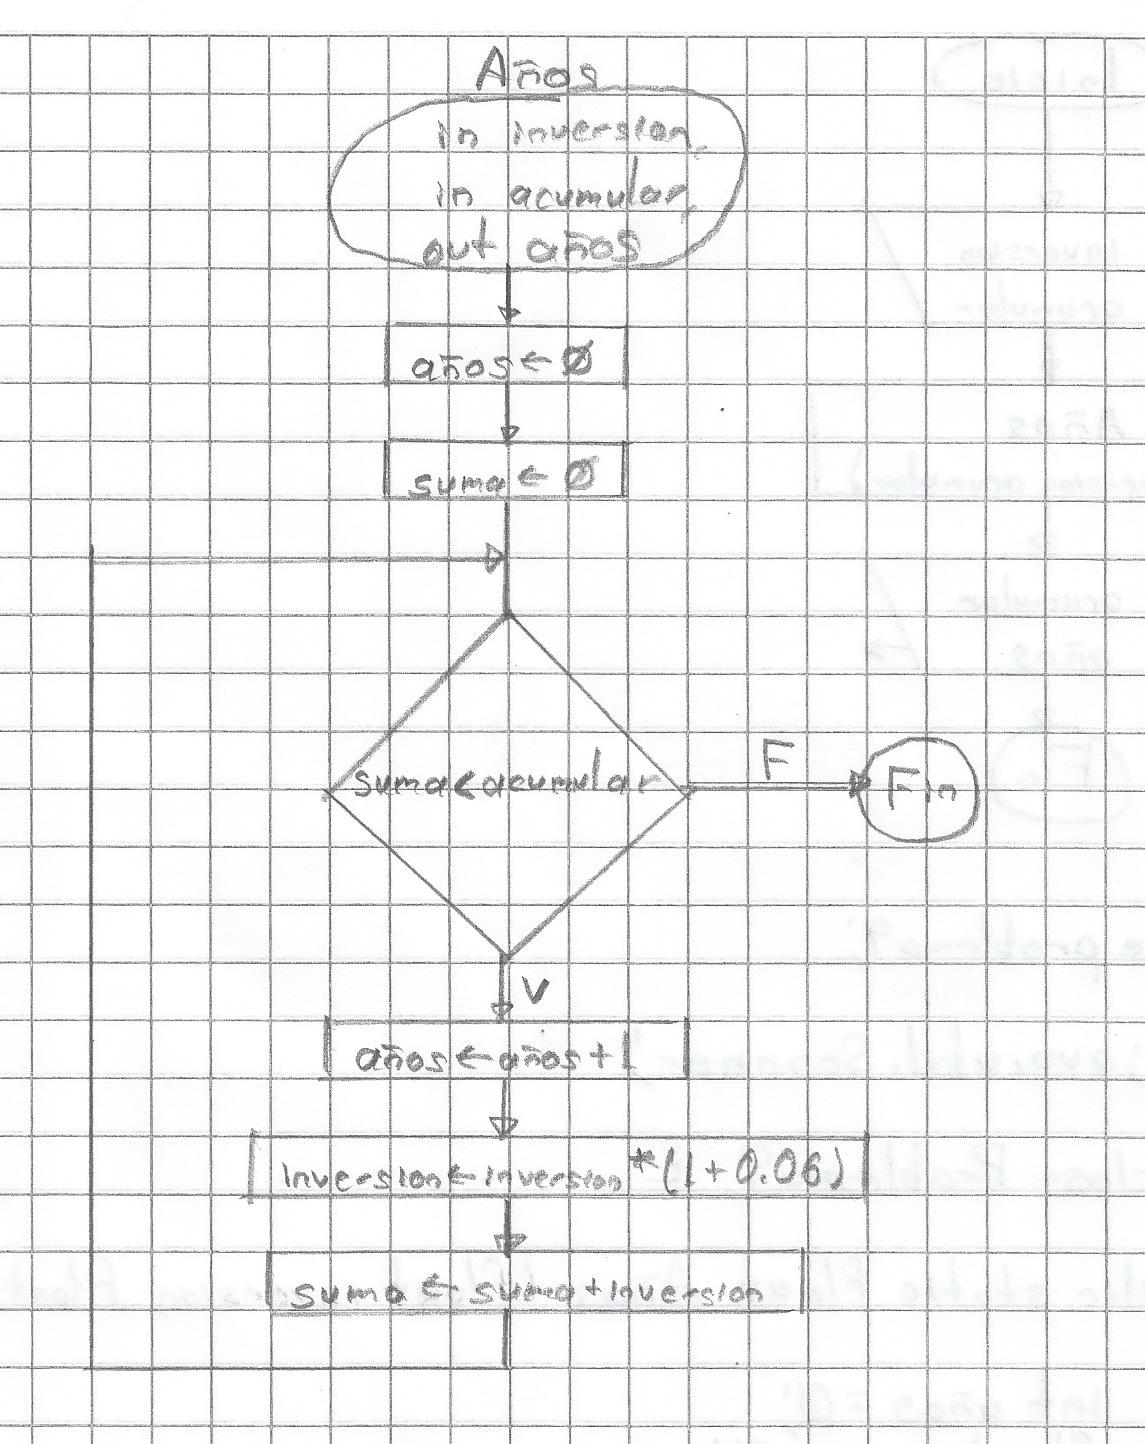 Años
in inversion,
in acumular,
out años
años ← Ø
suma ← Ø
suma < acumular
F
Fin
V
años ← años + 1
inversion ← inversion * (1 + 0.06)
suma ← suma + inversion